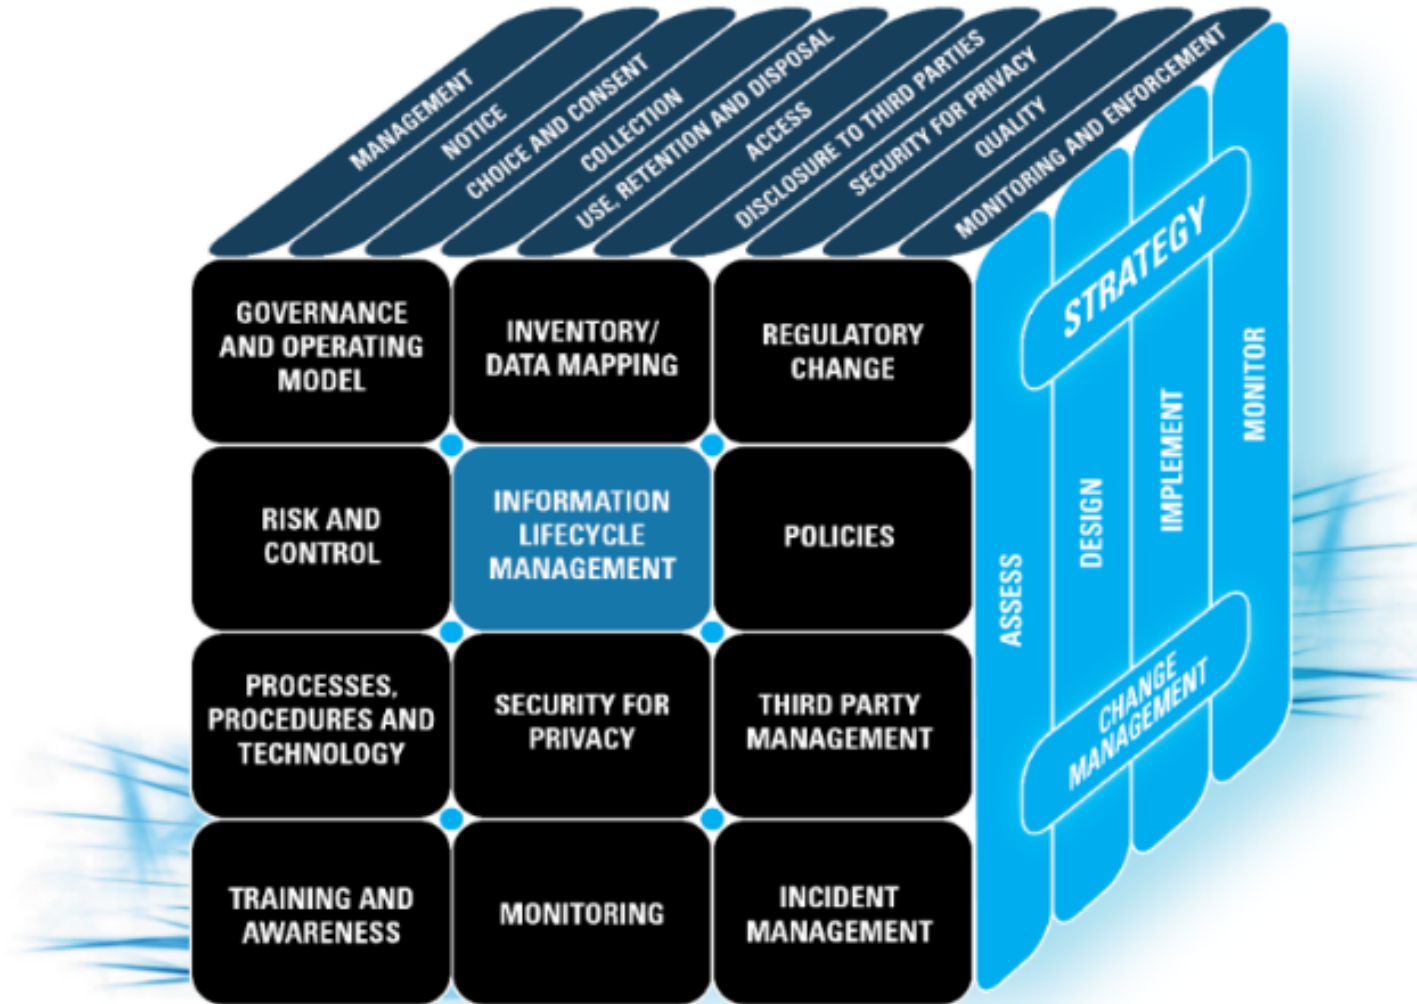 MANAGEMENT
NOTICE
CHOICE AND CONSENT
COLLECTION
USE, RETENTION AND DISPOSAL
ACCESS
DISCLOSURE TO THIRD PARTIES
SECURITY FOR PRIVACY
QUALITY
MONITORING AND ENFORCEMENT
GOVERNANCE
AND OPERATING
MODEL
INVENTORY/
DATA MAPPING
REGULATORY
CHANGE
RISK AND
CONTROL
INFORMATION
LIFECYCLE
MANAGEMENT
POLICIES
PROCESSES,
PROCEDURES AND
TECHNOLOGY
SECURITY FOR
PRIVACY
THIRD PARTY
MANAGEMENT
TRAINING AND
AWARENESS
MONITORING
INCIDENT
MANAGEMENT
STRATEGY
ASSESS
DESIGN
IMPLEMENT
MONITOR
CHANGE
MANAGEMENT